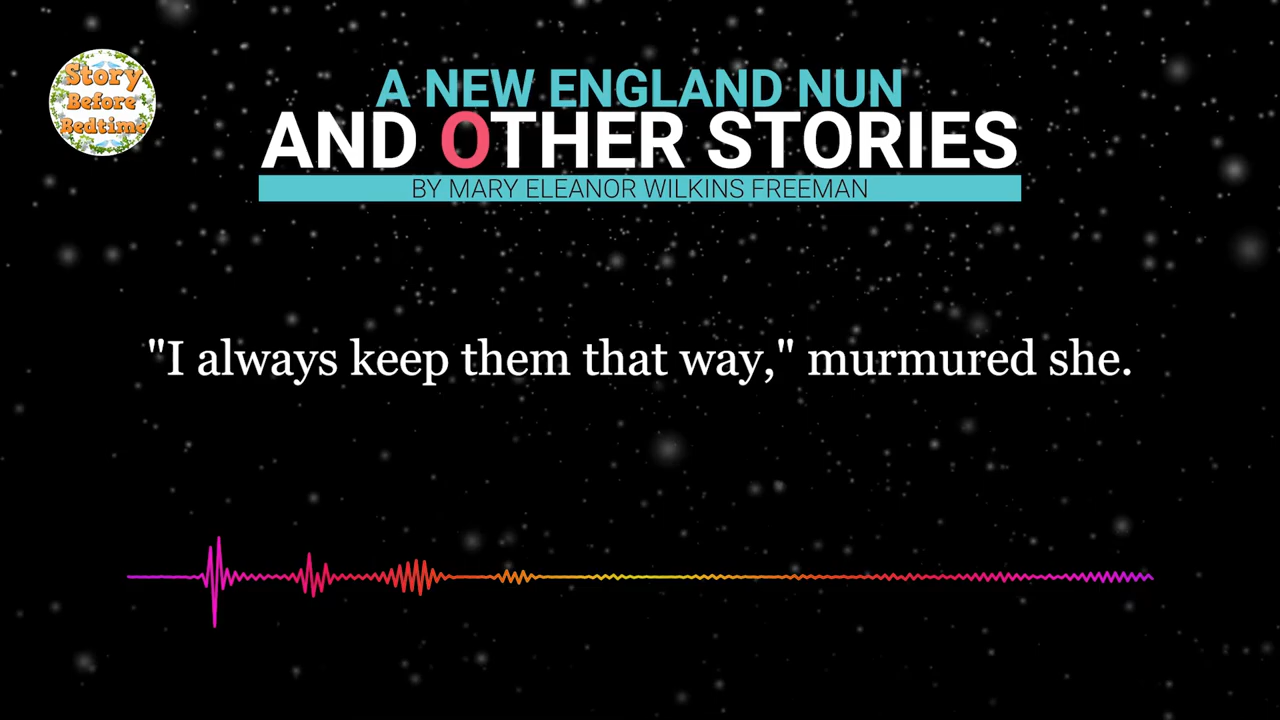 Story
Before
Bedtime
A NEW ENGLAND NUN
AND OTHER STORIES
BY MARY ELEANOR WILKINS FREEMAN
"I always keep them that way," murmured she.